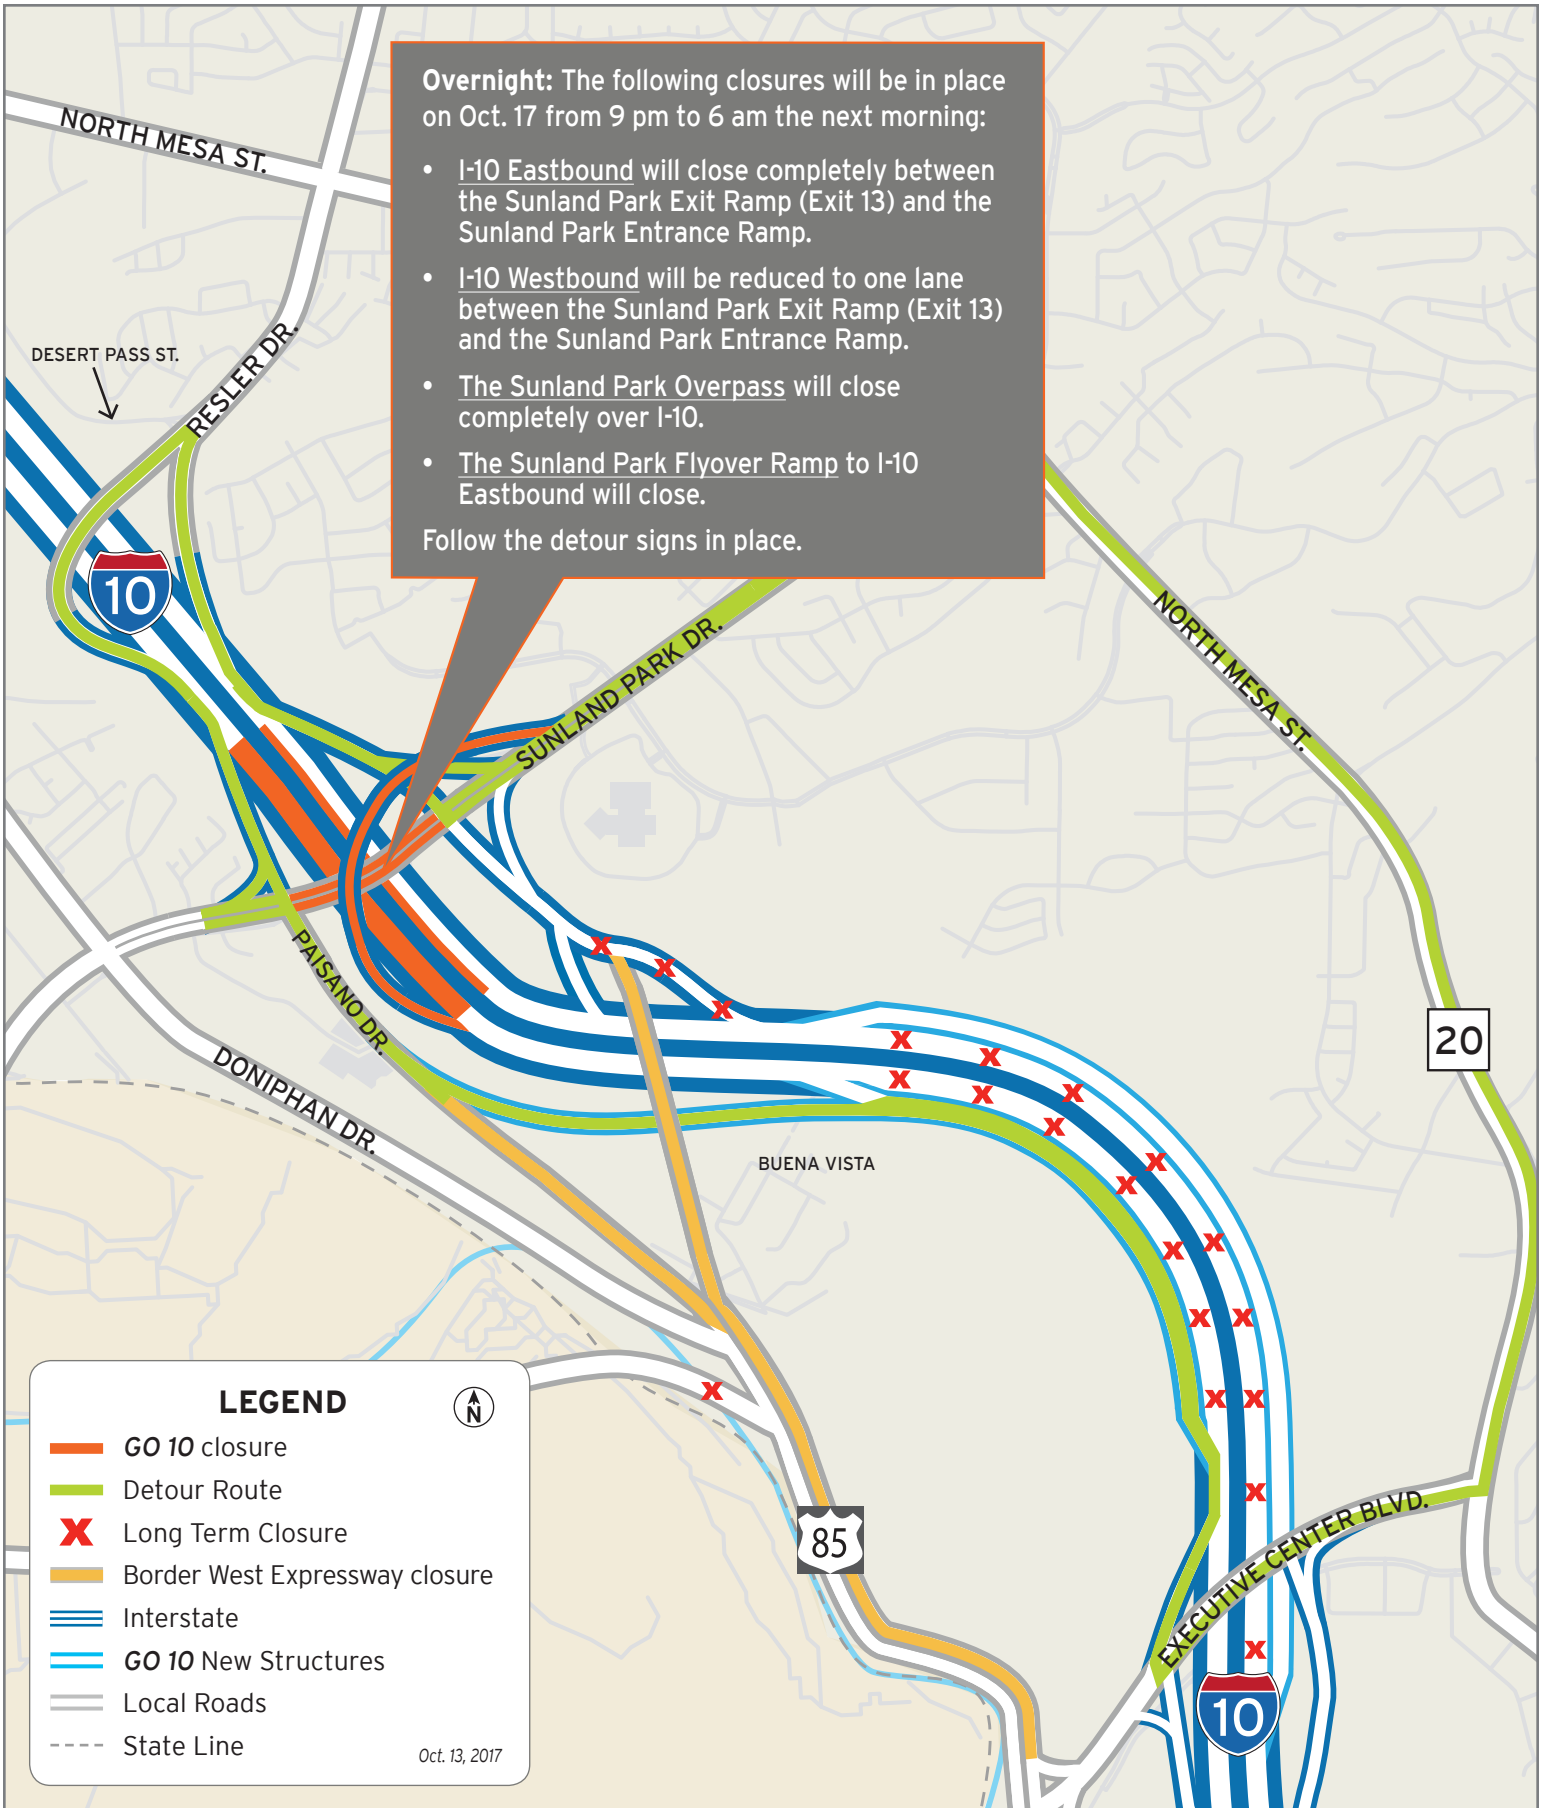 Overnight: The following closures will be in place
on Oct. 17 from 9 pm to 6 am the next morning:
• I-10 Eastbound will close completely between
the Sunland Park Exit Ramp (Exit 13) and the
Sunland Park Entrance Ramp.
• I-10 Westbound will be reduced to one lane
between the Sunland Park Exit Ramp (Exit 13)
and the Sunland Park Entrance Ramp.
• The Sunland Park Overpass will close
completely over I-10.
• The Sunland Park Flyover Ramp to I-10
Eastbound will close.
Follow the detour signs in place.
NORTH MESA ST.
DESERT PASS ST.
RESLER DR.
10
SUNLAND PARK DR.
NORTH MESA ST.
PAISANO DR.
DONIPHAN DR.
20
BUENA VISTA
85
EXECUTIVE CENTER BLVD.
10
LEGEND
N
GO 10 closure
Detour Route
X Long Term Closure
Border West Expressway closure
Interstate
GO 10 New Structures
Local Roads
State Line
Oct. 13, 2017